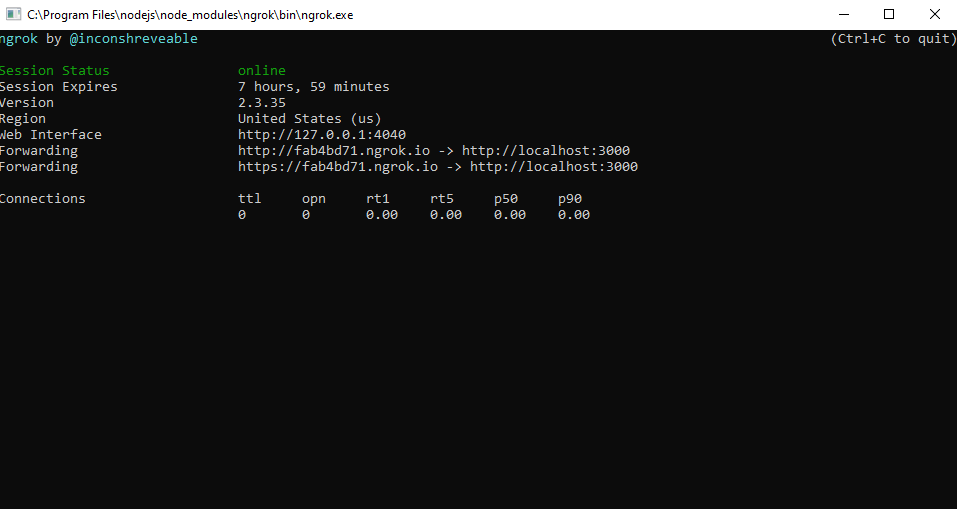 C:\Program Files\nodejs\node_modules\ngrok\bin\ngrok.exe
ngrok by @inconshreveable (Ctrl+C to quit)
Session Status online
Session Expires 7 hours, 59 minutes
Version 2.3.35
Region United States (us)
Web Interface http://127.0.0.1:4040
Forwarding http://fab4bd71.ngrok.io -> http://localhost:3000
Forwarding https://fab4bd71.ngrok.io -> http://localhost:3000
Connections ttl opn rt1 rt5 p50 p90
0 0 0.00 0.00 0.00 0.00